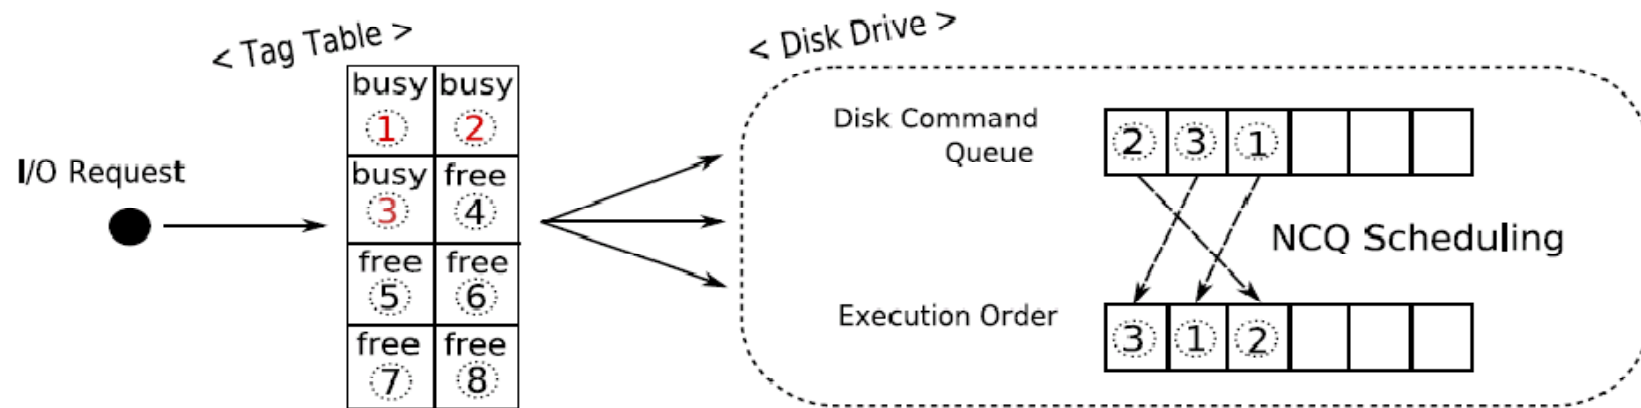 < Tag Table >
< Disk Drive >
I/O Request
busy busy
1 2
busy free
3 4
free free
5 6
free free
7 8
Disk Command
Queue
2 3 1
NCQ Scheduling
Execution Order
3 1 2